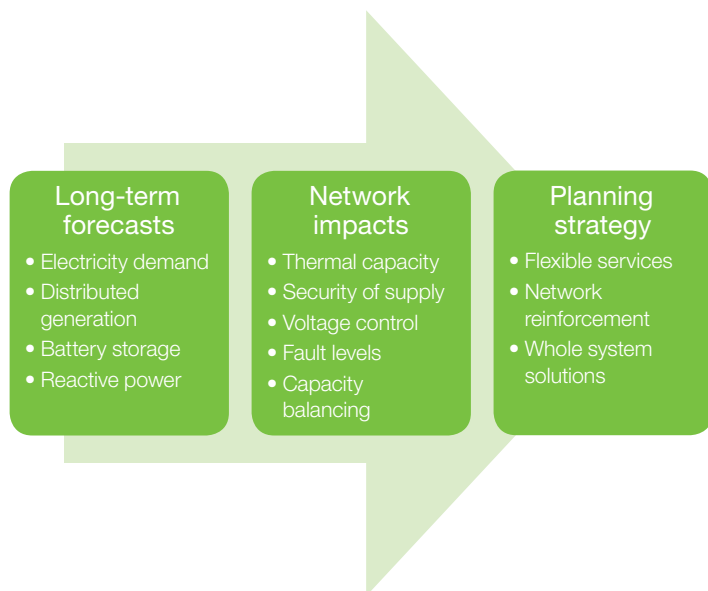 Long-term
forecasts
• Electricity demand
• Distributed
generation
• Battery storage
• Reactive power
Network
impacts
• Thermal capacity
• Security of supply
• Voltage control
• Fault levels
• Capacity
balancing
Planning
strategy
• Flexible services
• Network
reinforcement
• Whole system
solutions